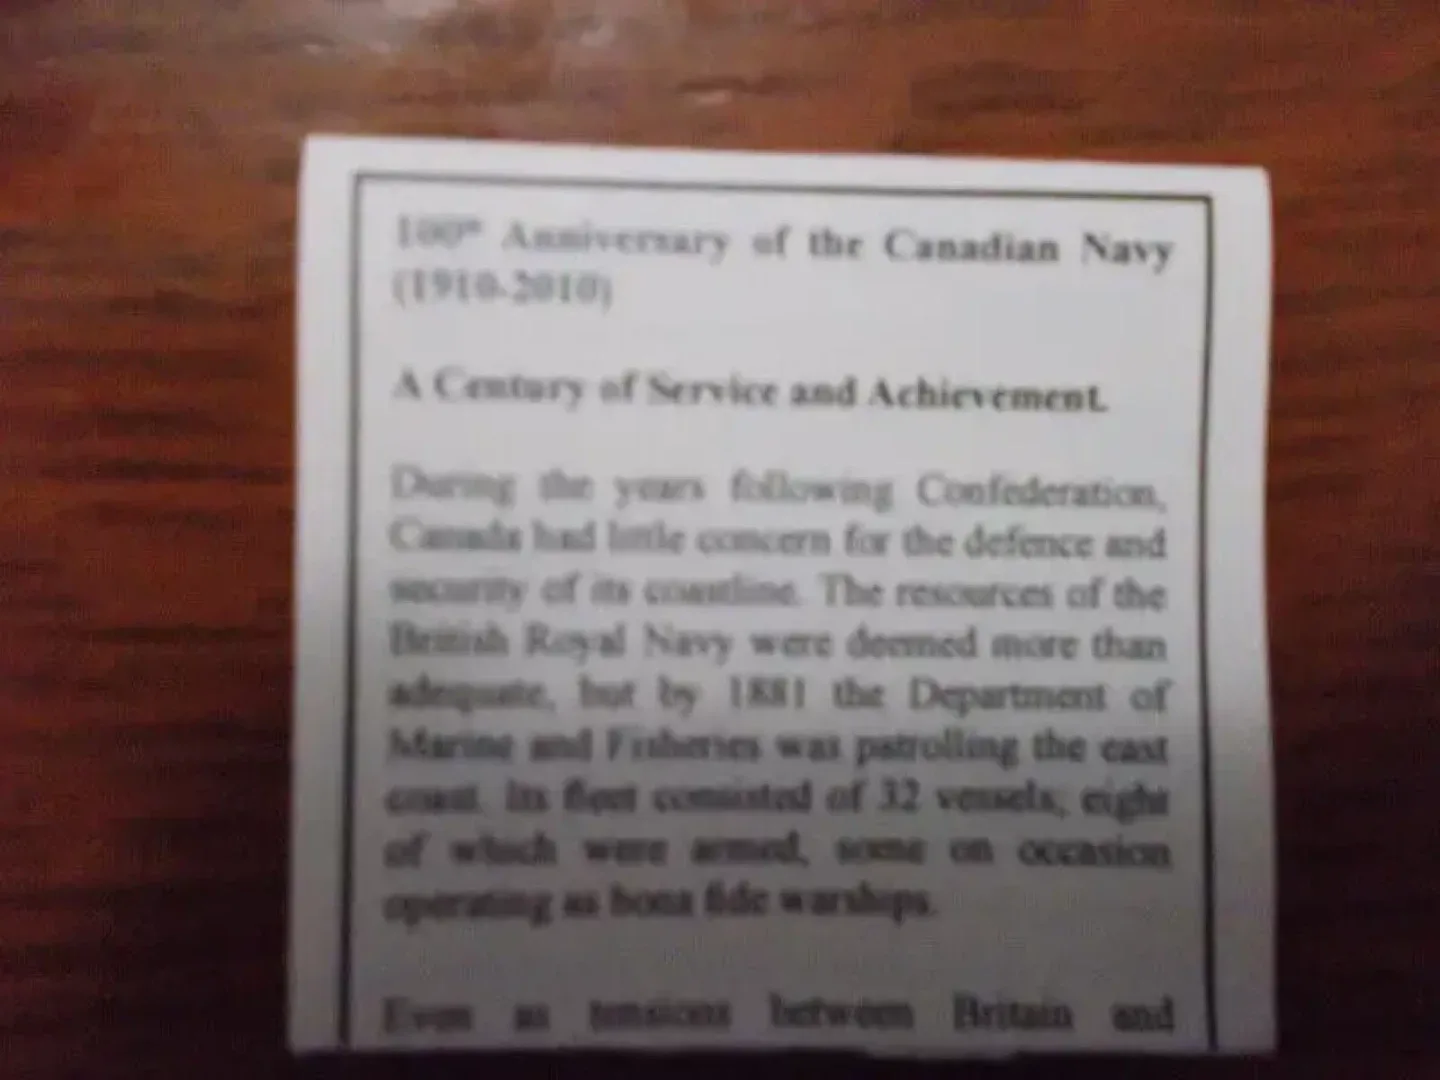 100th Anniversary of the Canadian Navy
(1910-2010)
A Century of Service and Achievement.
During the years following Confederation,
Canada had little concern for the defence and
security of its coastline. The resources of the
British Royal Navy were deemed more than
adequate, but by 1881 the Department of
Marine and Fisheries was patrolling the east
coast. Its fleet consisted of 32 vessels, eight
of which were armed, some on occasion
operating as bona fide warships.
Even as tensions between Britain and